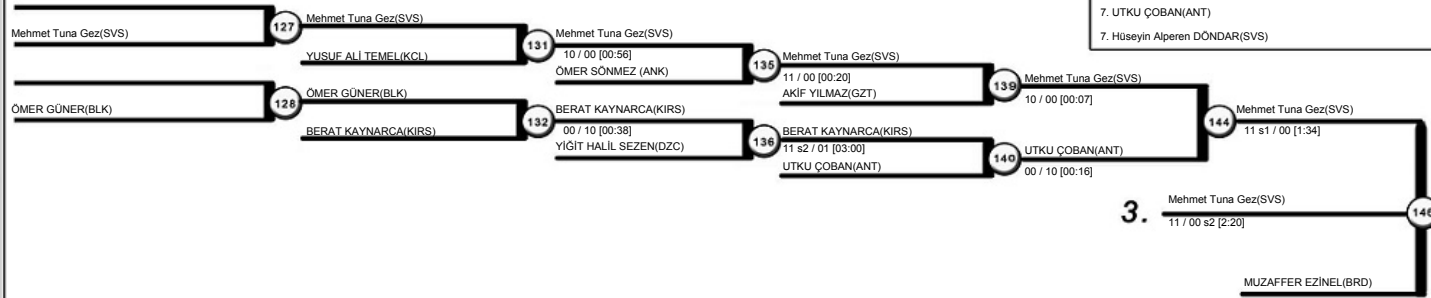 7. UTKU ÇOBAN(ANT)
7. Hüseyin Alperen DÖNDAR(SVS)
Mehmet Tuna Gez(SVS)
127
Mehmet Tuna Gez(SVS)
YUSUF ALİ TEMEL(KCL)
131
Mehmet Tuna Gez(SVS)
10 / 00 [00:56]
ÖMER SÖNMEZ (ANK)
135
Mehmet Tuna Gez(SVS)
11 / 00 [00:20]
AKİF YILMAZ(GZT)
139
Mehmet Tuna Gez(SVS)
10 / 00 [00:07]
144
Mehmet Tuna Gez(SVS)
11 s1 / 00 [1:34]
ÖMER GÜNER(BLK)
128
ÖMER GÜNER(BLK)
BERAT KAYNARCA(KIRS)
132
BERAT KAYNARCA(KIRS)
00 / 10 [00:38]
YİĞİT HALİL SEZEN(DZC)
136
BERAT KAYNARCA(KIRS)
11 s2 / 01 [03:00]
UTKU ÇOBAN(ANT)
140
UTKU ÇOBAN(ANT)
00 / 10 [00:16]
3.
Mehmet Tuna Gez(SVS)
11 / 00 s2 [2:20]
146
MUZAFFER EZİNEL(BRD)